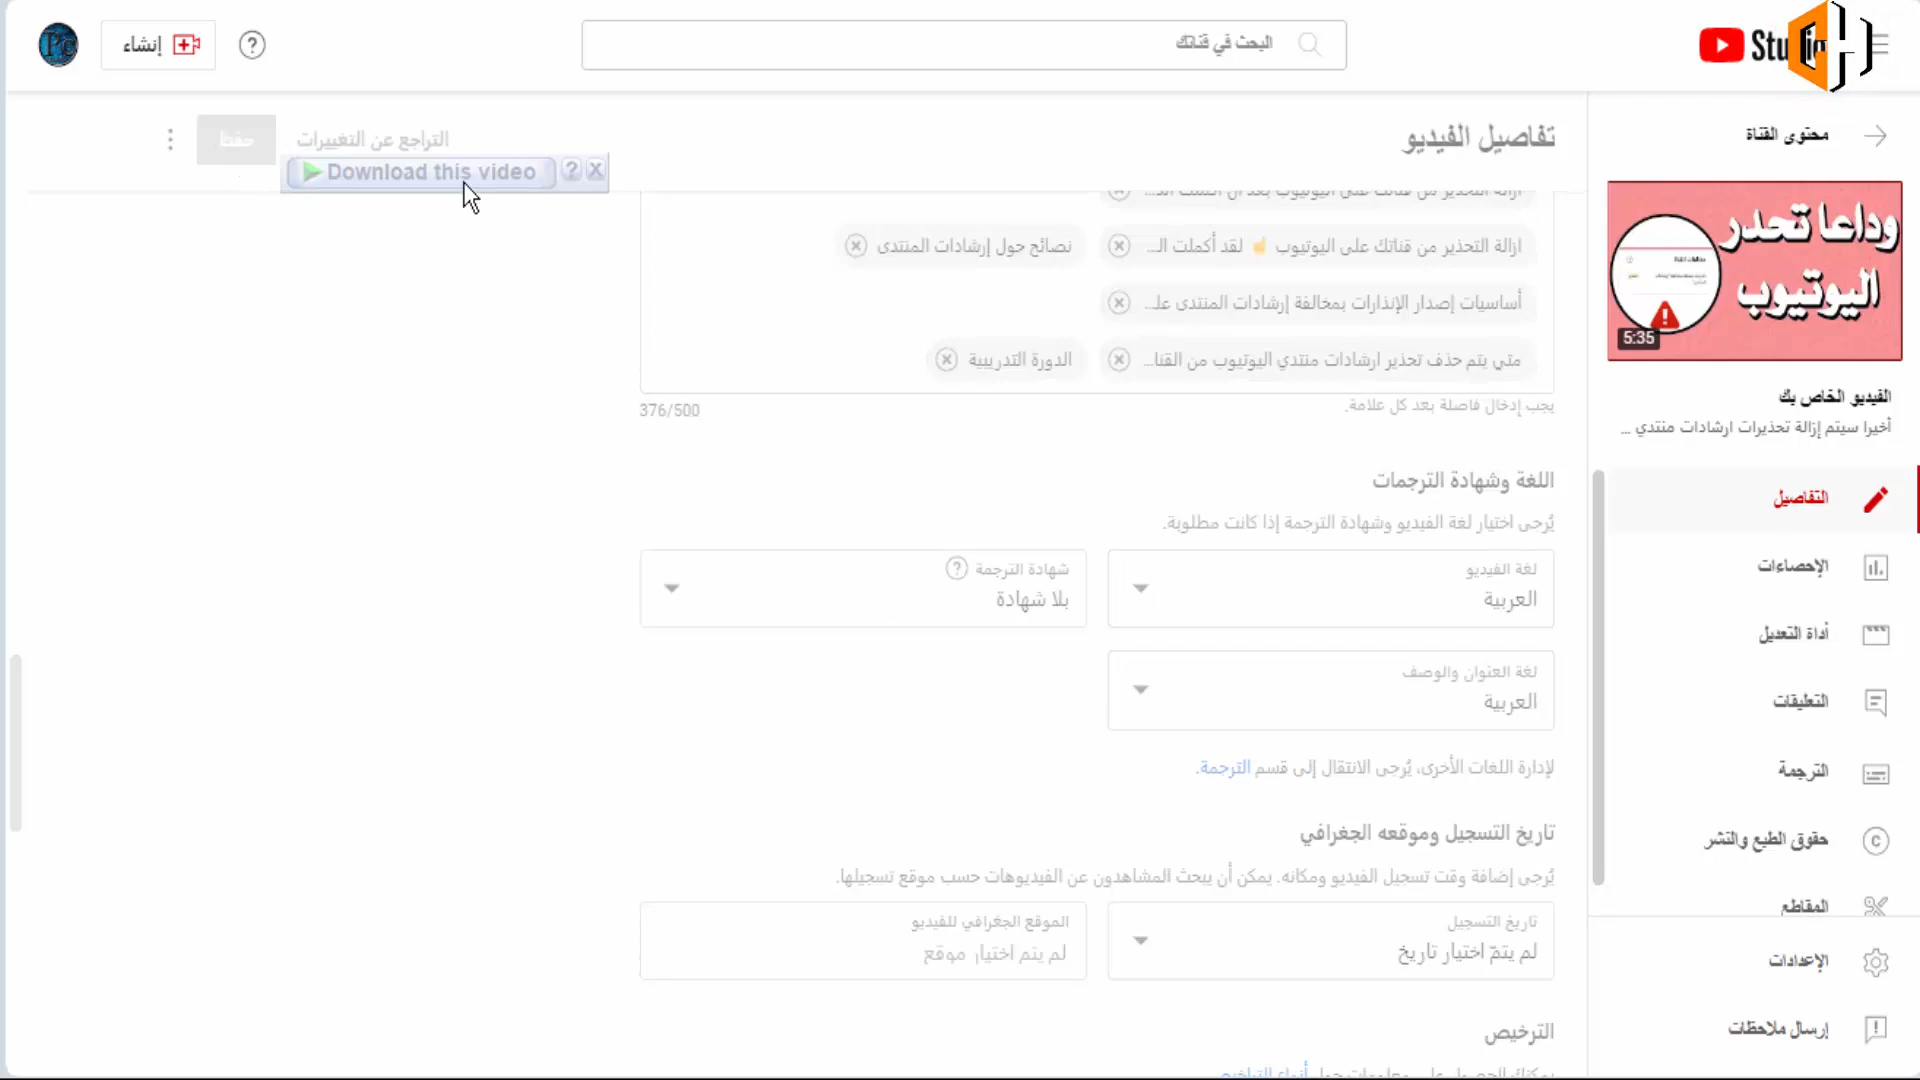 إنشاء
البحث في قناتك
تفاصيل الفيديو
التراجع عن التغييرات
حفظ
Download this video
ازالة التحذير من قناتك على اليوتيوب ☝ لقد أكملت الـ...
نصائح حول إرشادات المنتدى
أساسيات إصدار الإنذارات بمخالفة إرشادات المنتدى علـ...
متي يتم حذف تحذير ارشادات منتدي اليوتيوب من القنا...
الدورة التدريبية
يجب إدخال فاصلة بعد كل علامة.
376/500
اللغة وشهادة الترجمات
يُرجى اختيار لغة الفيديو وشهادة الترجمة إذا كانت مطلوبة.
لغة الفيديو
العربية
شهادة الترجمة
بلا شهادة
لغة العنوان والوصف
العربية
لإدارة اللغات الأخرى، يُرجى الانتقال إلى قسم الترجمة.
تاريخ التسجيل وموقعه الجغرافي
يُرجى إضافة وقت تسجيل الفيديو ومكانه. يمكن أن يبحث المشاهدون عن الفيديوهات حسب موقع تسجيلها.
تاريخ التسجيل
لم يتمّ اختيار تاريخ
الموقع الجغرافي للفيديو
لم يتم اختيار موقع
الترخيص
محتوى القناة
وداعا تحدر
اليوتيوب
5:35
الفيديو الخاص بك
أخيرا سيتم إزالة تحذيرات ارشادات منتدي ...
التفاصيل
الإحصاءات
أداة التعديل
التعليقات
الترجمة
حقوق الطبع والنشر
المقاطع
الإعدادات
إرسال ملاحظات